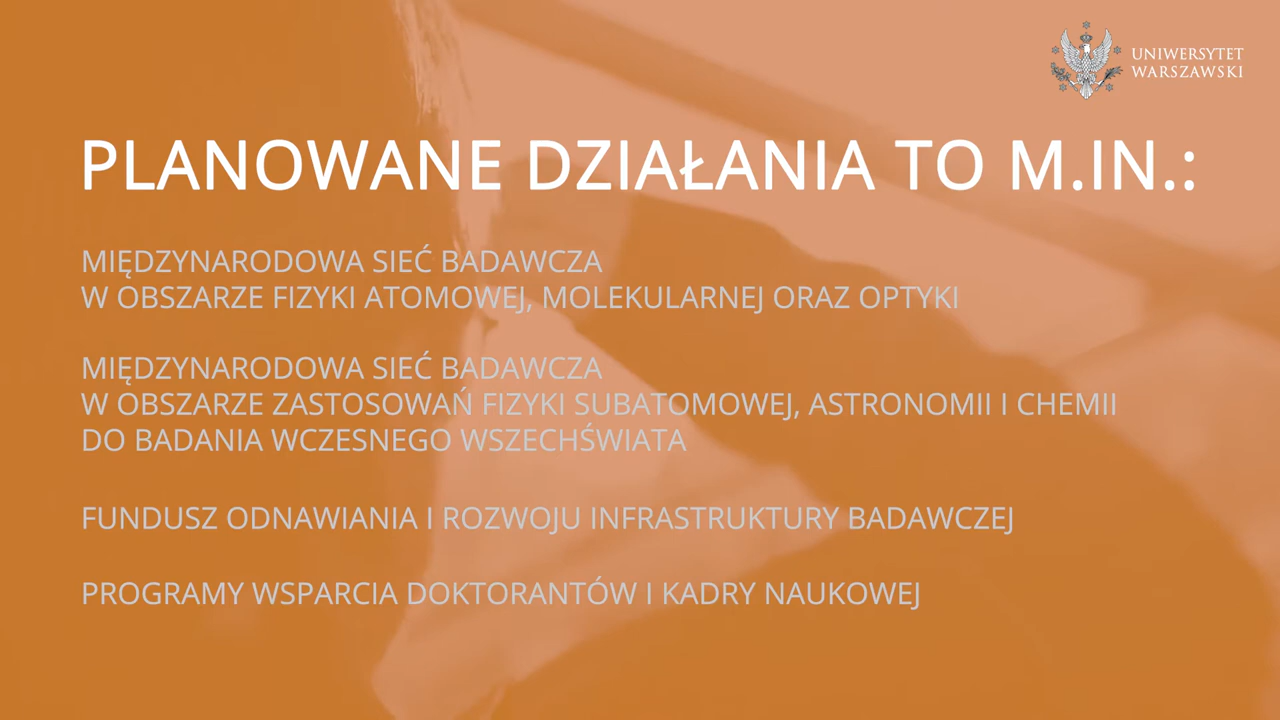 UNIWERSYTET
WARSZAWSKI
PLANOWANE DZIAŁANIA TO M.IN.:
MIĘDZYNARODOWA SIEĆ BADAWCZA
W OBSZARZE FIZYKI ATOMOWEJ, MOLEKULARNEJ ORAZ OPTYKI
MIĘDZYNARODOWA SIEĆ BADAWCZA
W OBSZARZE ZASTOSOWAŃ FIZYKI SUBATOMOWEJ, ASTRONOMII I CHEMII
DO BADANIA WCZESNEGO WSZECHŚWIATA
FUNDUSZ ODNAWIANIA I ROZWOJU INFRASTRUKTURY BADAWCZEJ
PROGRAMY WSPARCIA DOKTORANTÓW I KADRY NAUKOWEJ